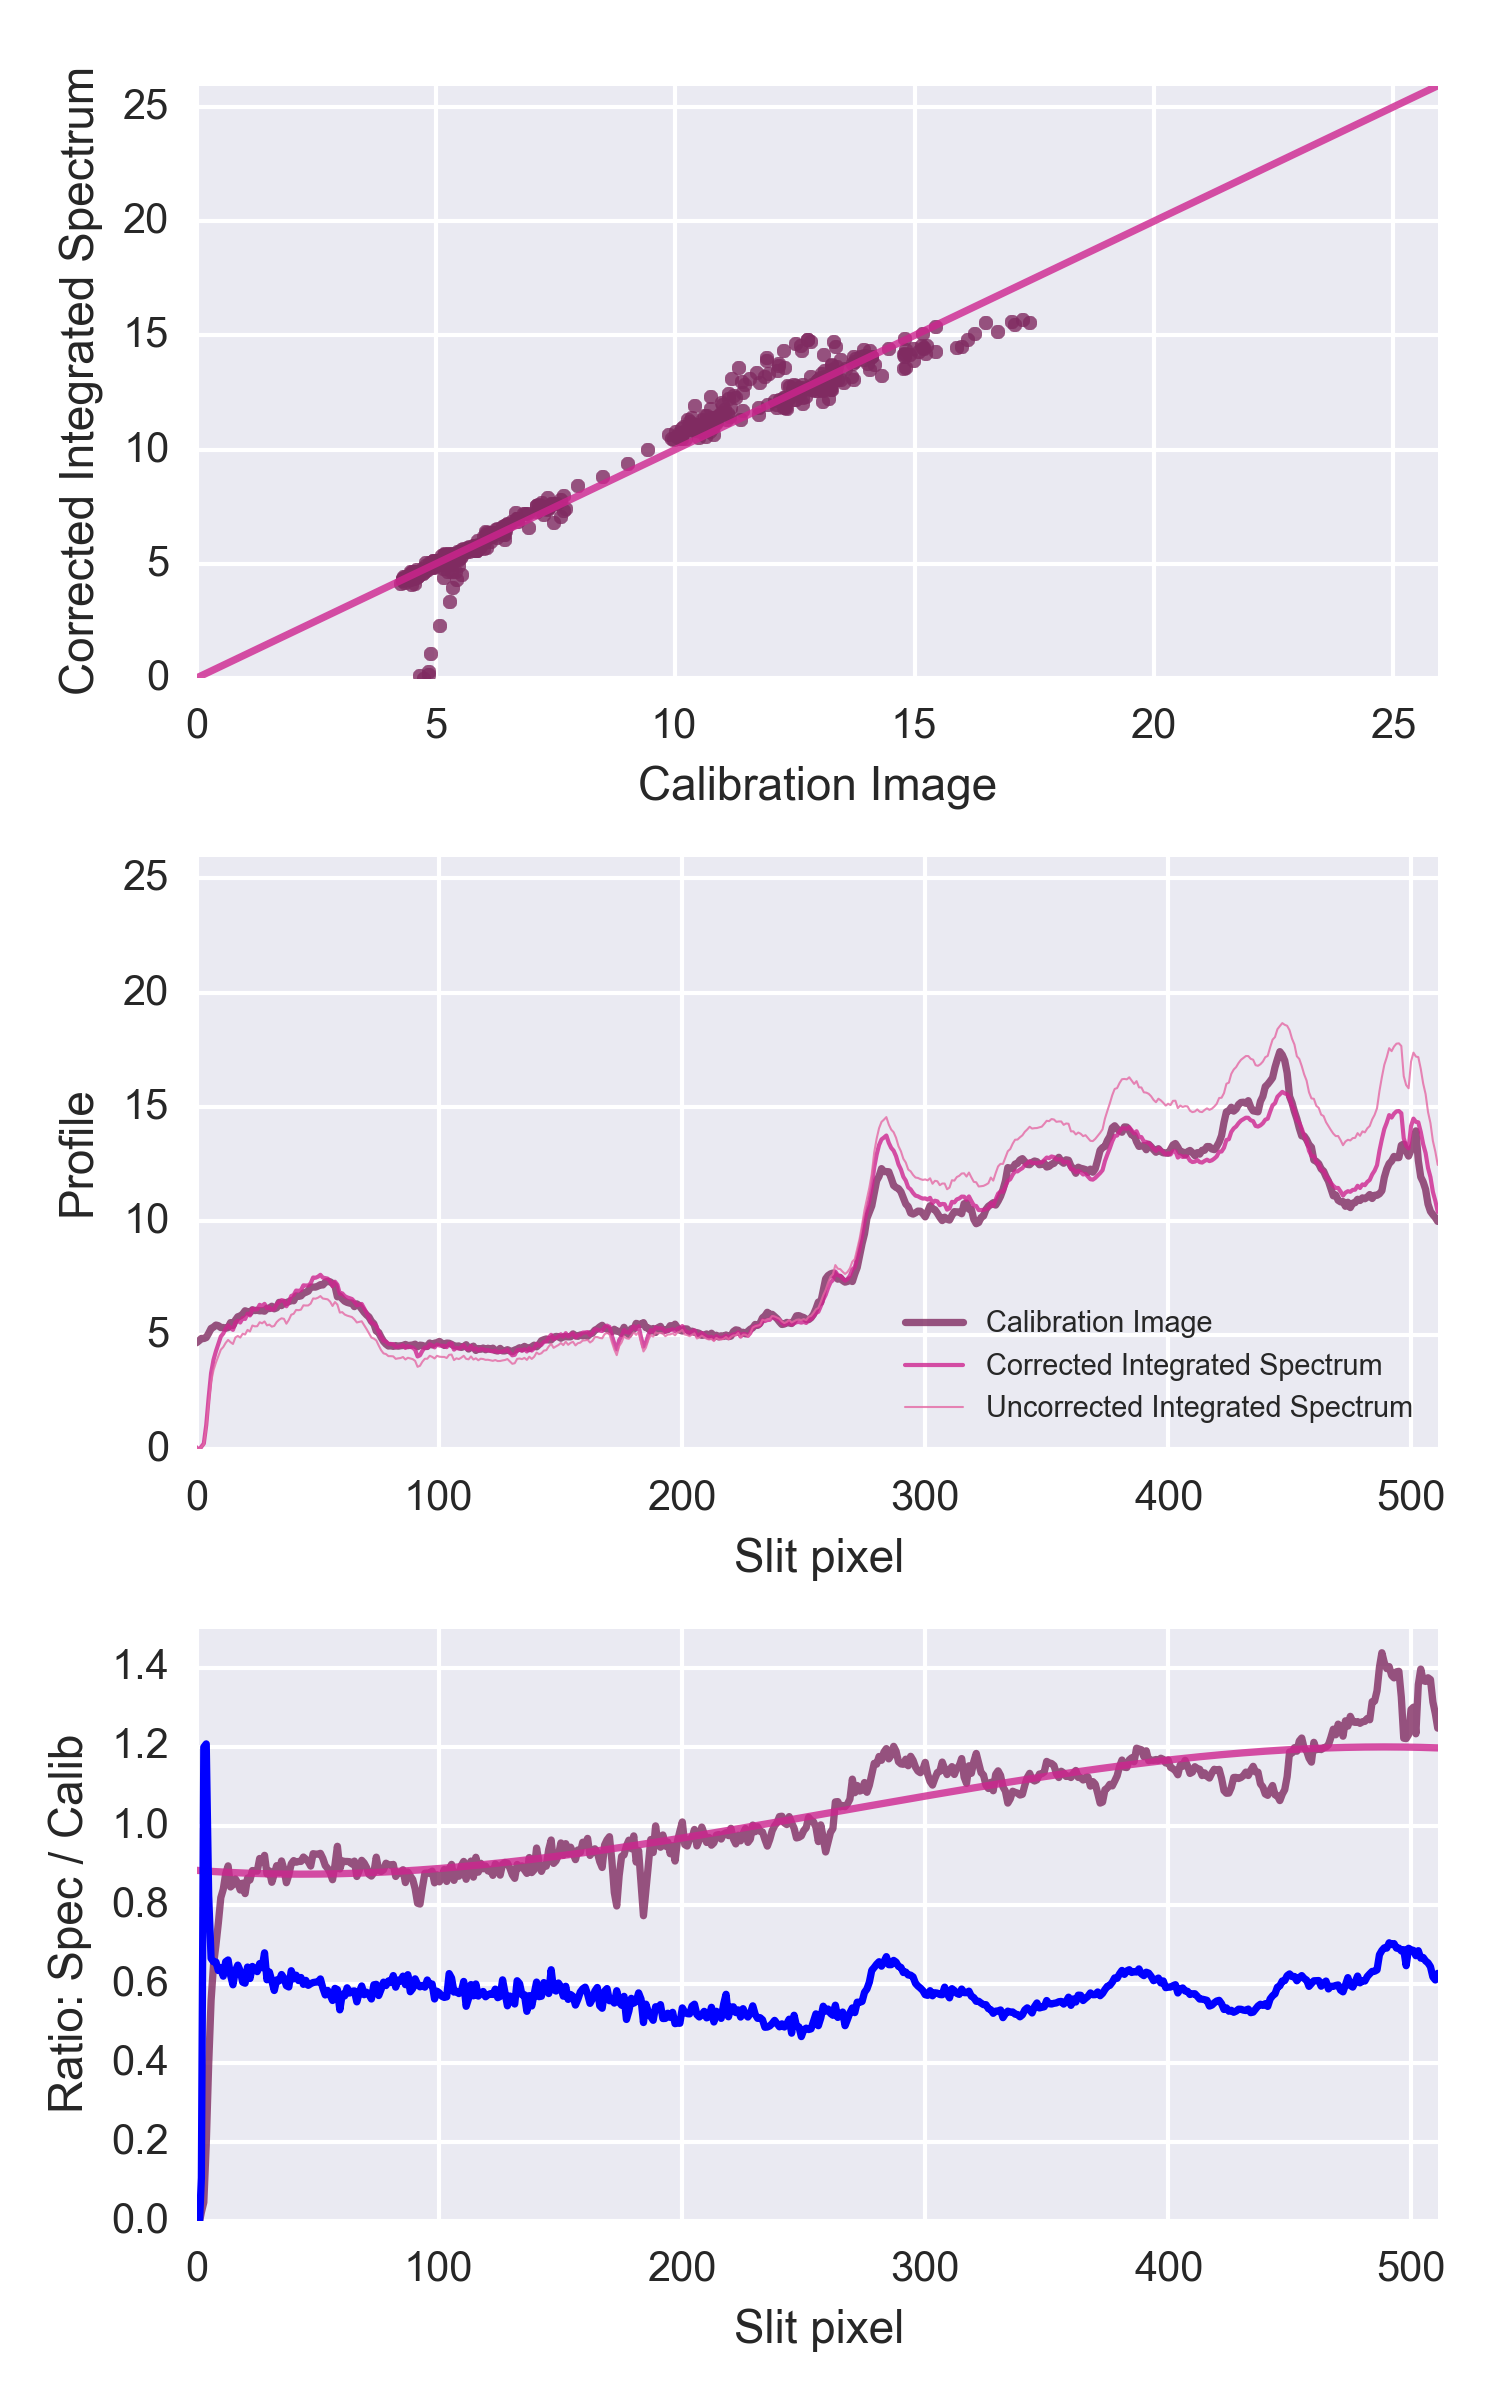 Corrected Integrated Spectrum
25
20
15
10
5
0
0 5 10 15 20 25
Calibration Image
Profile
25
20
15
10
5
0
Calibration Image
Corrected Integrated Spectrum
Uncorrected Integrated Spectrum
0 100 200 300 400 500
Slit pixel
Ratio: Spec / Calib
1.4
1.2
1.0
0.8
0.6
0.4
0.2
0.0
0 100 200 300 400 500
Slit pixel